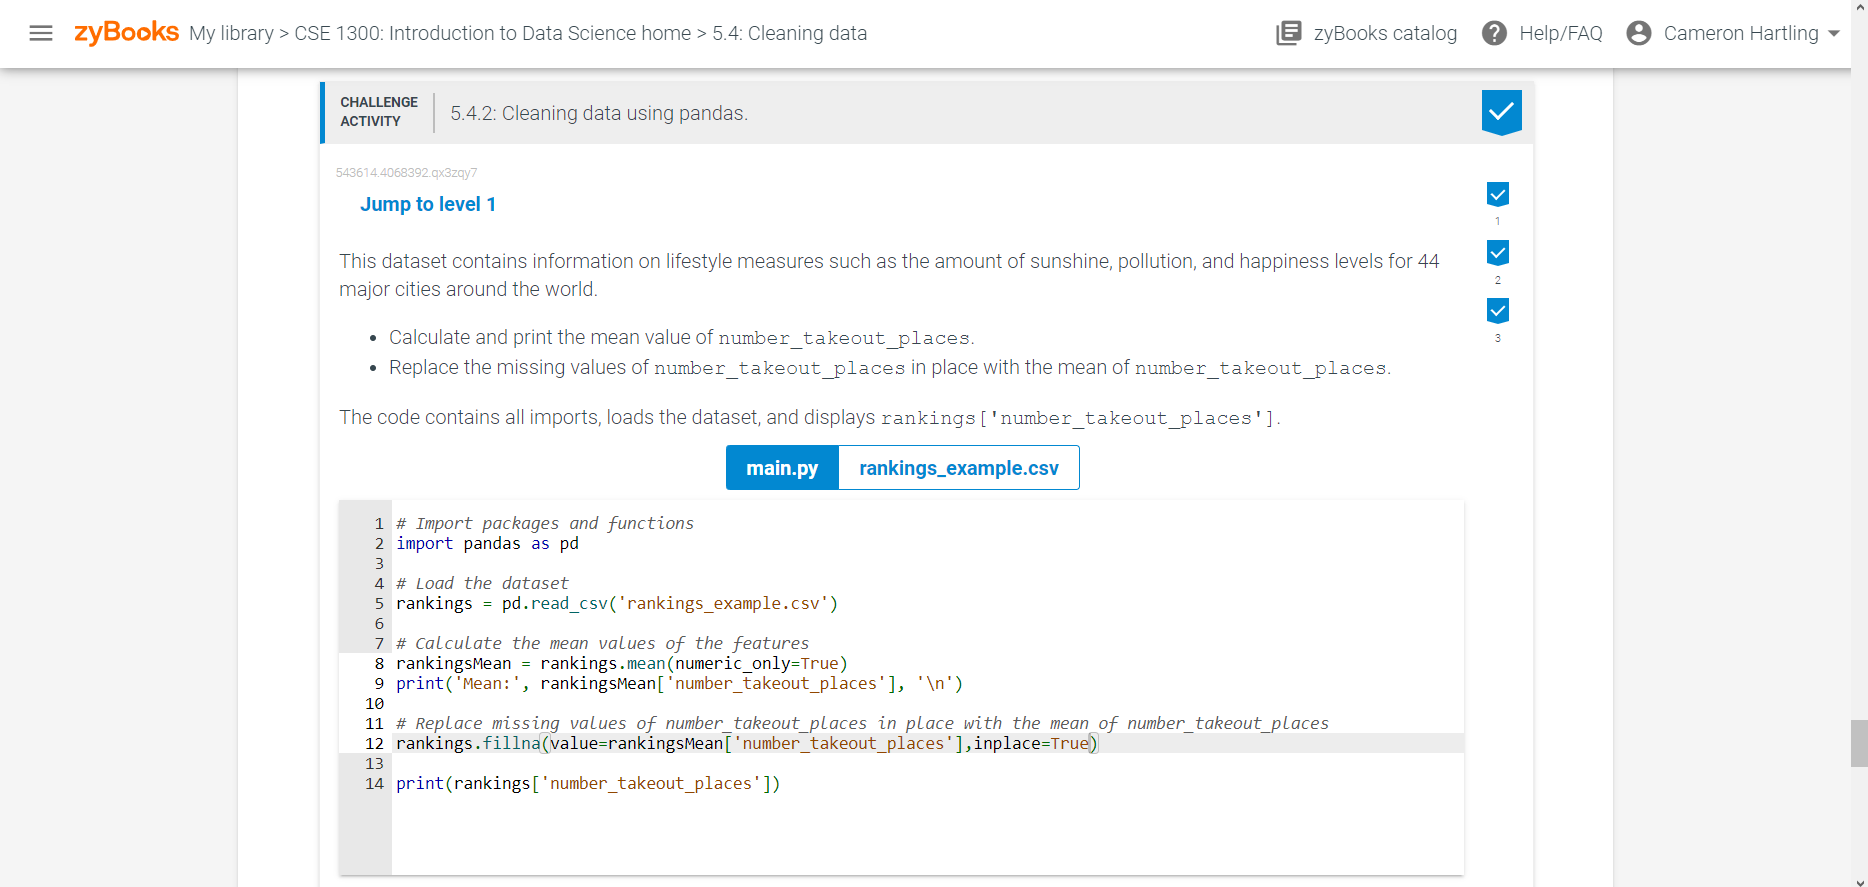 zyBooks My library > CSE 1300: Introduction to Data Science home > 5.4: Cleaning data
zyBooks catalog
? Help/FAQ
Cameron Hartling
CHALLENGE
ACTIVITY
5.4.2: Cleaning data using pandas.
543614.4068392.qx3zqy7
Jump to level 1
1
2
3
This dataset contains information on lifestyle measures such as the amount of sunshine, pollution, and happiness levels for 44
major cities around the world.
• Calculate and print the mean value of number_takeout_places.
• Replace the missing values of number_takeout_places in place with the mean of number_takeout_places.
The code contains all imports, loads the dataset, and displays rankings['number_takeout_places'].
main.py
rankings_example.csv
1 # Import packages and functions
2 import pandas as pd
3
4 # Load the dataset
5 rankings = pd.read_csv('rankings_example.csv')
6
7 # Calculate the mean values of the features
8 rankingsMean = rankings.mean(numeric_only=True)
9 print('Mean:', rankingsMean['number_takeout_places'], '\n')
10
11 # Replace missing values of number_takeout_places in place with the mean of number_takeout_places
12 rankings.fillna(value=rankingsMean['number_takeout_places'],inplace=True)
13
14 print(rankings['number_takeout_places'])